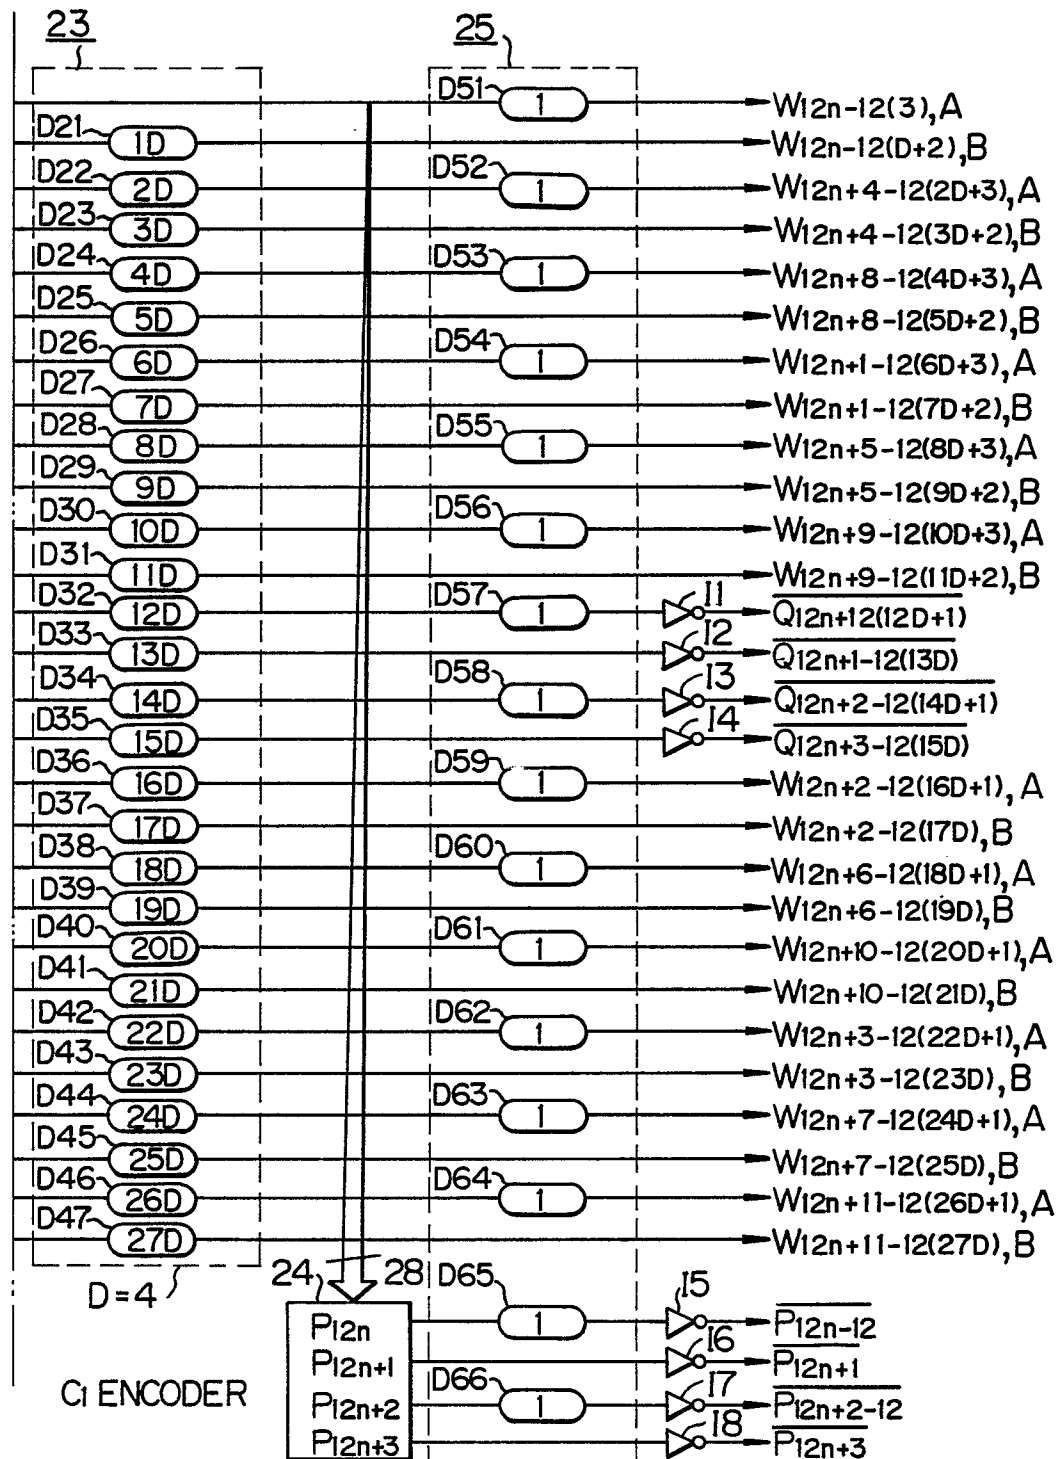 23 25
D51 1 W12n-12(3),A
D21 1D W12n-12(D+2),B
D22 2D D52 1 W12n+4-12(2D+3),A
D23 3D W12n+4-12(3D+2),B
D24 4D D53 1 W12n+8-12(4D+3),A
D25 5D W12n+8-12(5D+2),B
D26 6D D54 1 W12n+1-12(6D+3),A
D27 7D W12n+1-12(7D+2),B
D28 8D D55 1 W12n+5-12(8D+3),A
D29 9D W12n+5-12(9D+2),B
D30 10D D56 1 W12n+9-12(10D+3),A
D31 11D W12n+9-12(11D+2),B
D32 12D D57 1 I1 Q12n+12(12D+1)
D33 13D I2 Q12n+1-12(13D)
D34 14D D58 1 I3 Q12n+2-12(14D+1)
D35 15D I4 Q12n+3-12(15D)
D36 16D D59 1 W12n+2-12(16D+1),A
D37 17D W12n+2-12(17D),B
D38 18D D60 1 W12n+6-12(18D+1),A
D39 19D W12n+6-12(19D),B
D40 20D D61 1 W12n+10-12(20D+1),A
D41 21D W12n+10-12(21D),B
D42 22D D62 1 W12n+3-12(22D+1),A
D43 23D W12n+3-12(23D),B
D44 24D D63 1 W12n+7-12(24D+1),A
D45 25D W12n+7-12(25D),B
D46 26D D64 1 W12n+11-12(26D+1),A
D47 27D W12n+11-12(27D),B
D=4 24 28
P12n D65 1 I5 P12n-12
P12n+1 I6 P12n+1
C1 ENCODER P12n+2 D66 1 I7 P12n+2-12
P12n+3 I8 P12n+3